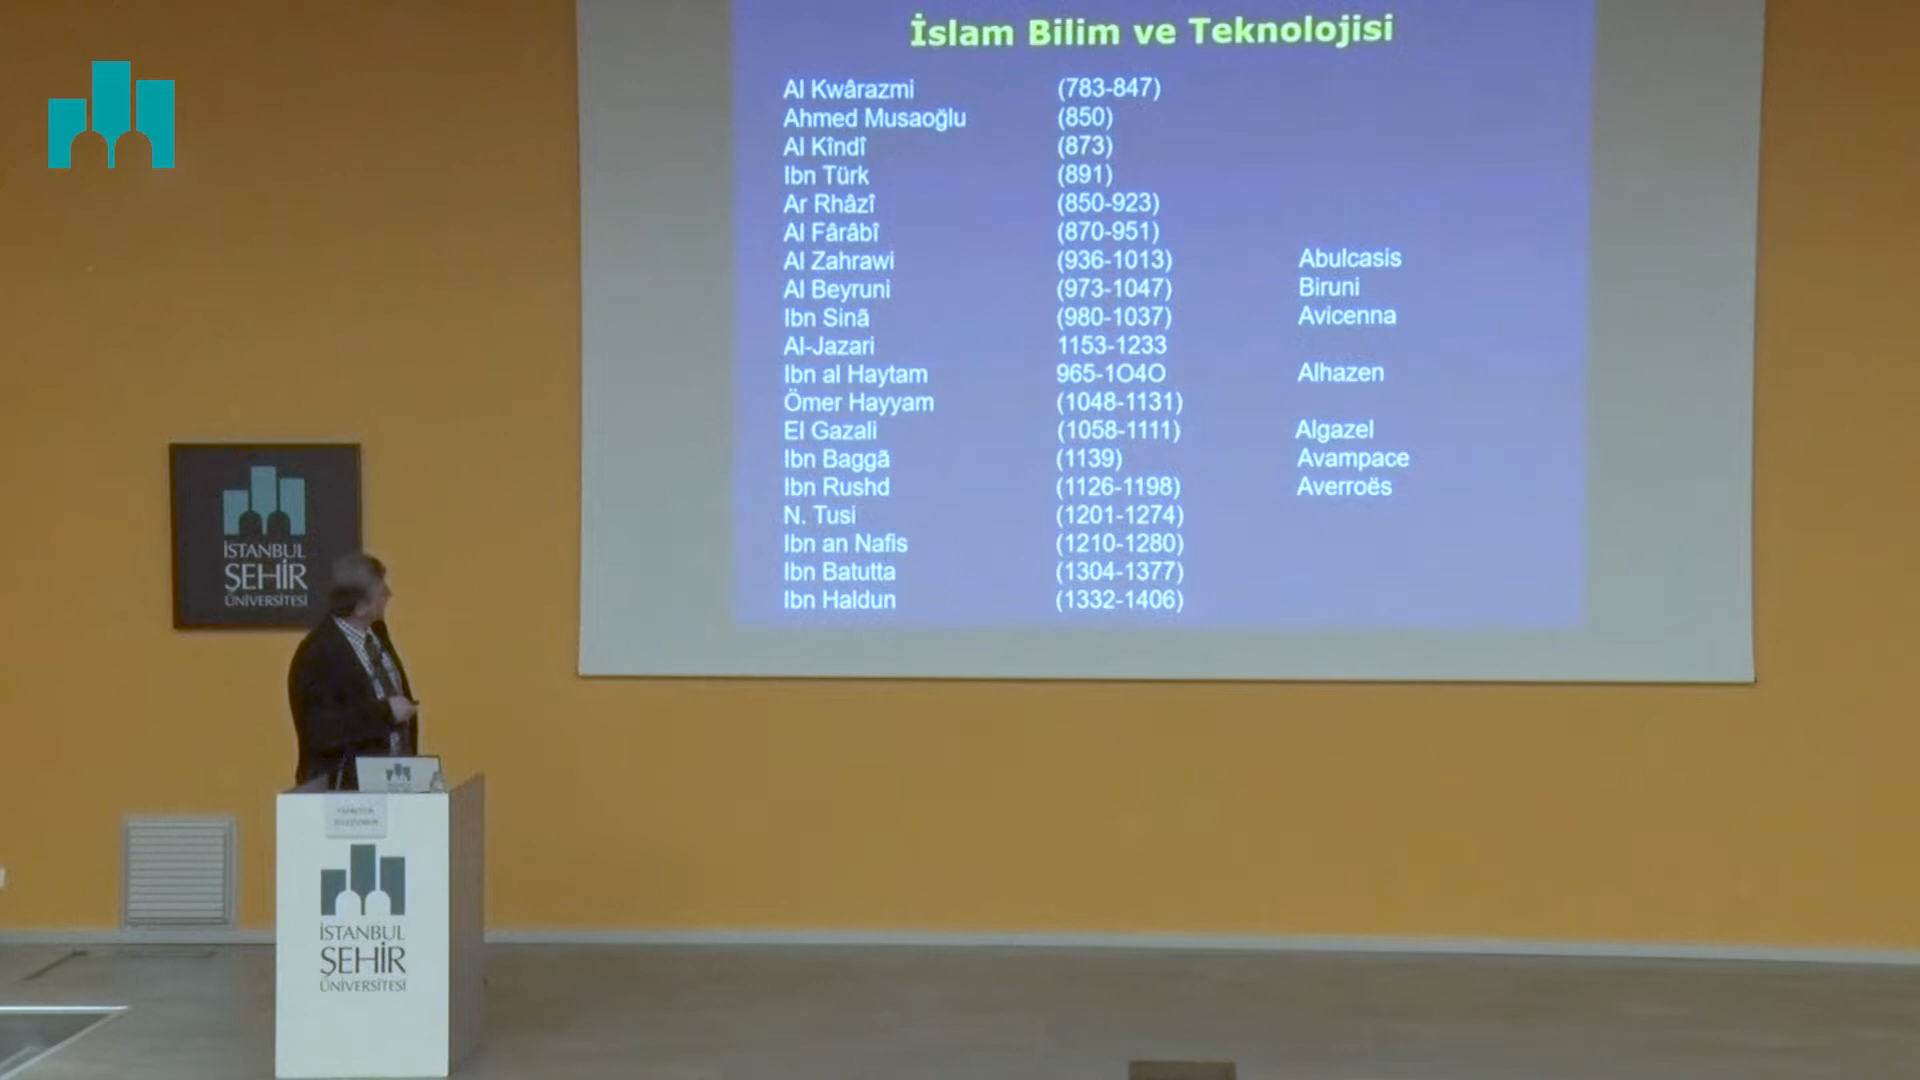 İslam Bilim ve Teknolojisi
Al Kwârazmi (783-847)
Ahmed Musaoğlu (850)
Al Kîndî (873)
Ibn Türk (891)
Ar Rhâzî (850-923)
Al Fârâbî (870-951)
Al Zahrawi (936-1013) Abulcasis
Al Beyruni (973-1047) Biruni
Ibn Sinã (980-1037) Avicenna
Al-Jazari 1153-1233
Ibn al Haytam 965-1O4O Alhazen
Ömer Hayyam (1048-1131)
El Gazali (1058-1111) Algazel
Ibn Baggã (1139) Avampace
Ibn Rushd (1126-1198) Averroës
N. Tusi (1201-1274)
Ibn an Nafis (1210-1280)
Ibn Batutta (1304-1377)
Ibn Haldun (1332-1406)
İSTANBUL
ŞEHİR
ÜNİVERSİTESİ
İSTANBUL
ŞEHİR
ÜNİVERSİTESİ